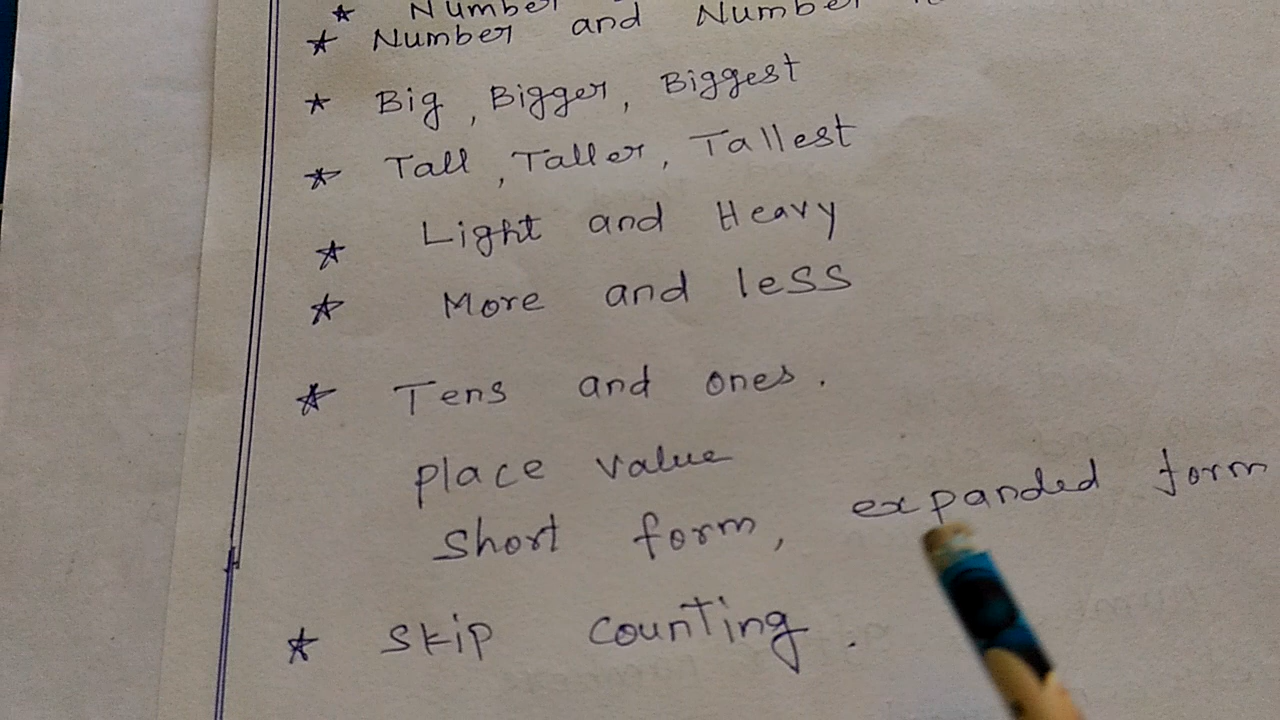 ★ Number
★ Number and Number
★ Big, Bigger, Biggest
★ Tall, Taller, Tallest
★ Light and Heavy
★ More and less
★ Tens and ones.
place value
short form, expanded form
★ Skip counting.